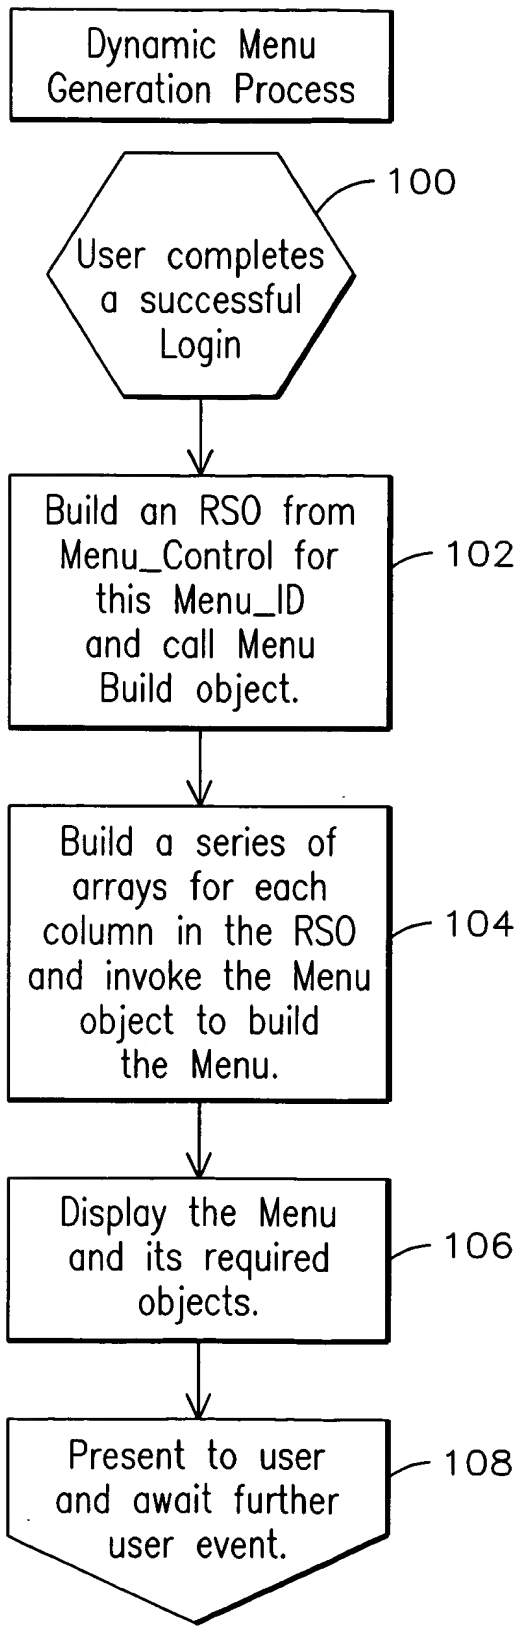 Dynamic Menu
Generation Process
100
User completes
a successful
Login
Build an RSO from
Menu_Control for
this Menu_ID
and call Menu
Build object.
102
Build a series of
arrays for each
column in the RSO
and invoke the Menu
object to build
the Menu.
104
Display the Menu
and its required
objects.
106
Present to user
and await further
user event.
108